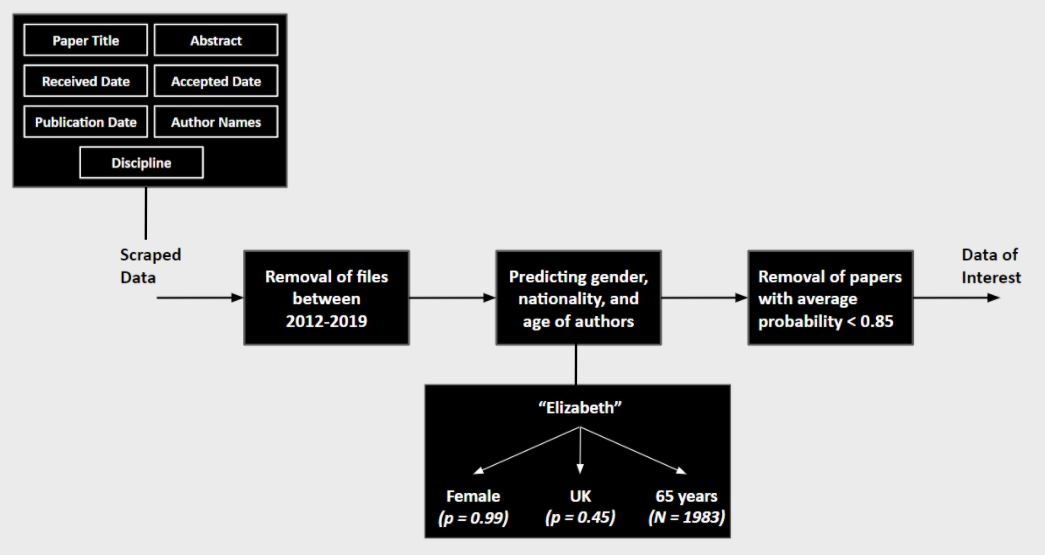 Paper Title
Abstract
Received Date
Accepted Date
Publication Date
Author Names
Discipline
Scraped
Data
Removal of files
between
2012-2019
Predicting gender,
nationality, and
age of authors
Removal of papers
with average
probability < 0.85
Data of
Interest
“Elizabeth”
Female
(p = 0.99)
UK
(p = 0.45)
65 years
(N = 1983)